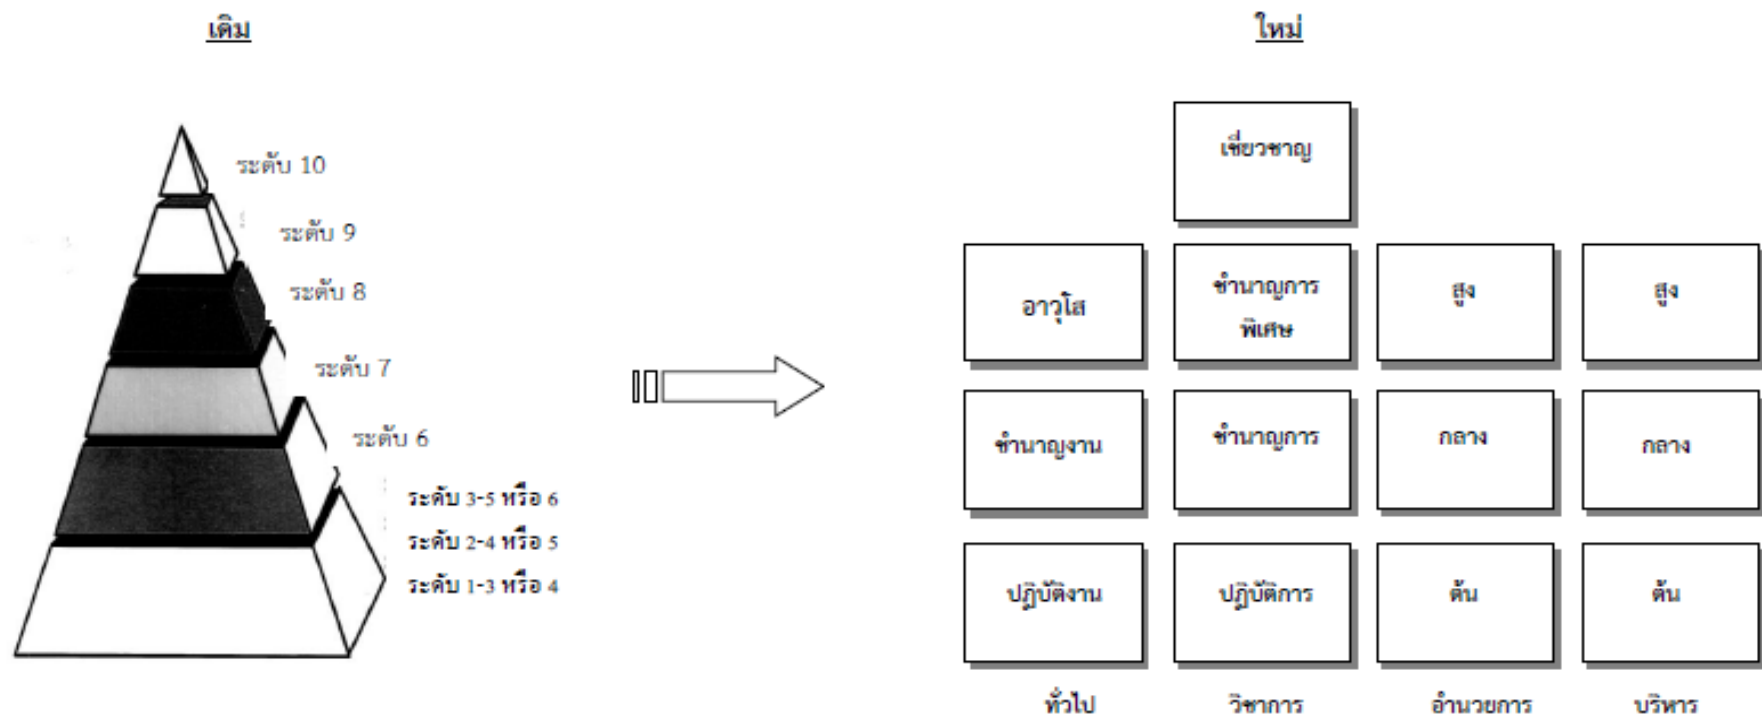 เดิม
ใหม่
ระดับ 10
ระดับ 9
ระดับ 8
ระดับ 7
ระดับ 6
ระดับ 3-5 หรือ 6
ระดับ 2-4 หรือ 5
ระดับ 1-3 หรือ 4
เชี่ยวชาญ
อาวุโส
ชำนาญการ
พิเศษ
สูง
สูง
ชำนาญงาน
ชำนาญการ
กลาง
กลาง
ปฏิบัติงาน
ปฏิบัติการ
ต้น
ต้น
ทั่วไป
วิชาการ
อำนวยการ
บริหาร